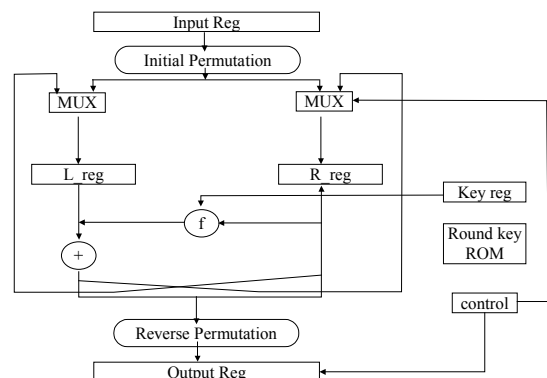 Input Reg
Initial Permutation
MUX
MUX
L_reg
R_reg
Key reg
f
Round key
ROM
+
control
Reverse Permutation
Output Reg